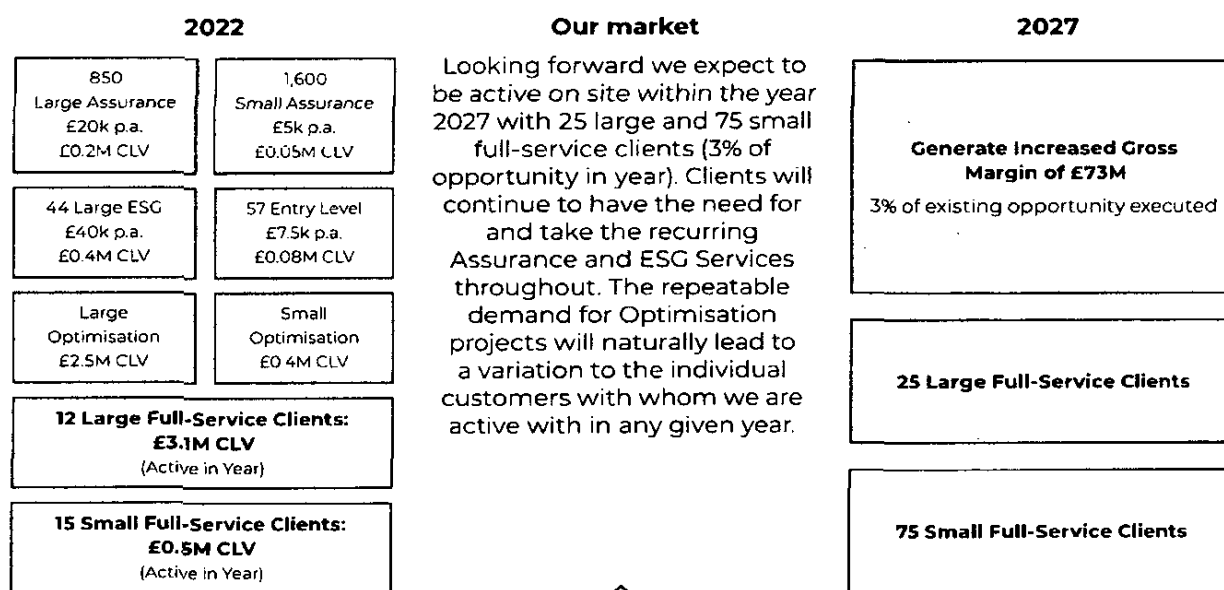 2022
850
Large Assurance
£20k p.a.
£0.2M CLV
1,600
Small Assurance
£5k p.a.
£0.05M CLV
44 Large ESG
£40k p.a.
£0.4M CLV
57 Entry Level
£7.5k p.a.
£0.08M CLV
Large
Optimisation
£2.5M CLV
Small
Optimisation
£0.4M CLV
12 Large Full-Service Clients:
£3.1M CLV
(Active in Year)
15 Small Full-Service Clients:
£0.5M CLV
(Active in Year)
Our market
Looking forward we expect to
be active on site within the year
2027 with 25 large and 75 small
full-service clients (3% of
opportunity in year). Clients will
continue to have the need for
and take the recurring
Assurance and ESG Services
throughout. The repeatable
demand for Optimisation
projects will naturally lead to
a variation to the individual
customers with whom we are
active with in any given year.
2027
Generate Increased Gross
Margin of £73M
3% of existing opportunity executed
25 Large Full-Service Clients
75 Small Full-Service Clients